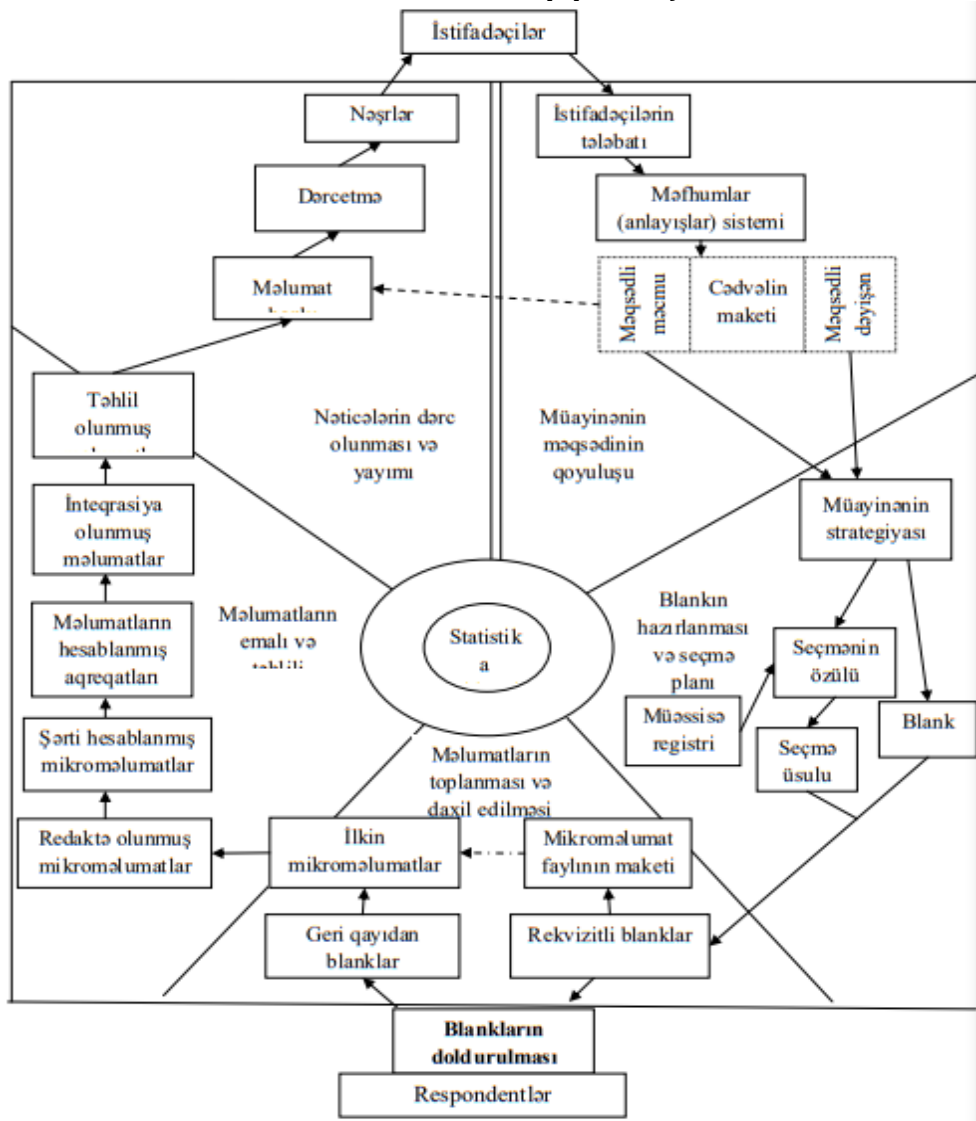 İstifadəçilər
Nəşrlər
İstifadəçilərin
tələbatı
Dərcetmə
Məfhumlar
(anlayışlar) sistemi
Məlumat
Məqsədli
məcmu
Cədvəlin
maketi
Məqsədli
dəyişən
Təhlil
olunmuş
Nəticələrin dərc
olunması və
yayımı
Müayinənin
məqsədinin
qoyuluşu
İnteqrasiya
olunmuş
məlumatlar
Müayinənin
strategiyası
Məlumatların
hesablanmış
aqreqatları
Məlumatların
emalı və
Statistik
a
Blankın
hazırlanması
və seçmə
planı
Seçmənin
özülü
Müəssisə
registri
Blank
Şərti hesablanmış
mikroməlumatlar
Məlumatların
toplanması və
daxil edilməsi
Seçmə
üsulu
Redaktə olunmuş
mikroməlumatlar
İlkin
mikroməlumatlar
Mikroməlumat
faylının maketi
Geri qayıdan
blanklar
Rekvizitli blanklar
Blankların
doldurulması
Respondentlər